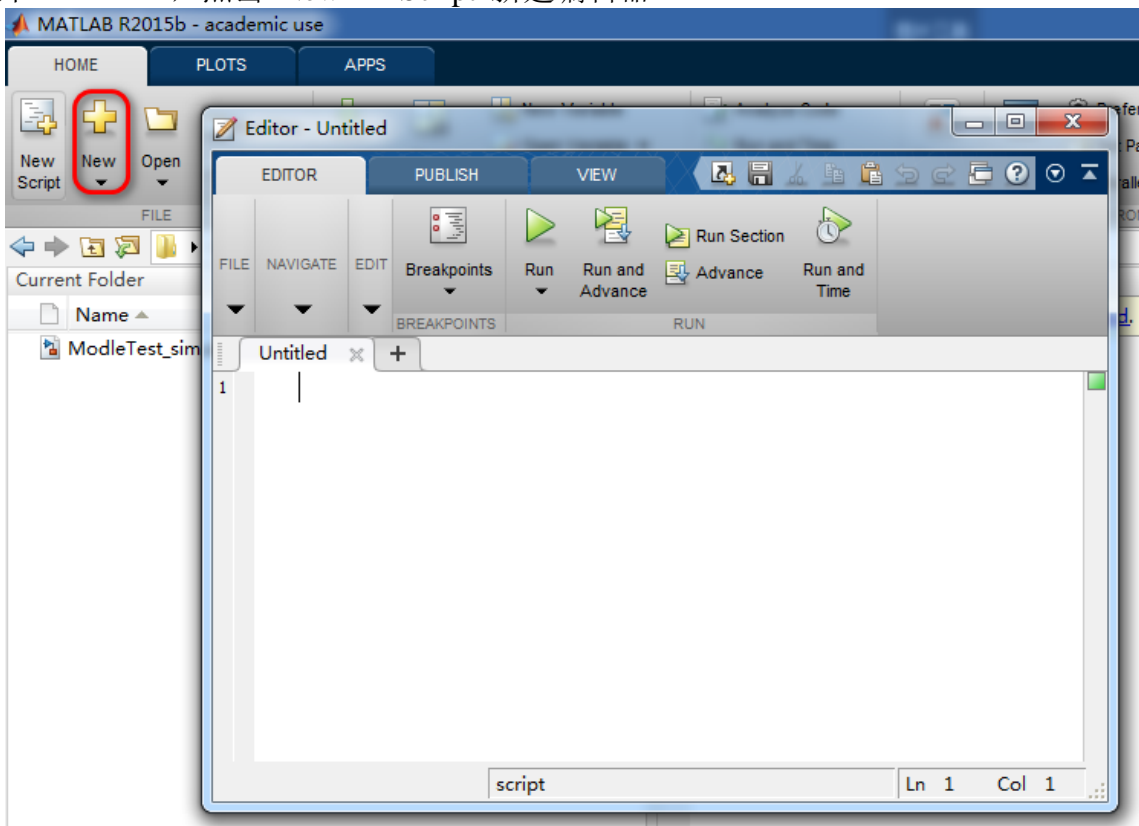 MATLAB R2015b - academic use
HOME PLOTS APPS
New Script
New
Open
FILE
Current Folder
Name
ModleTest_sim
Editor - Untitled
EDITOR PUBLISH VIEW
FILE NAVIGATE EDIT
Breakpoints
Run
Run and Advance
Run Section
Advance
Run and Time
BREAKPOINTS RUN
Untitled
1
script
Ln 1 Col 1